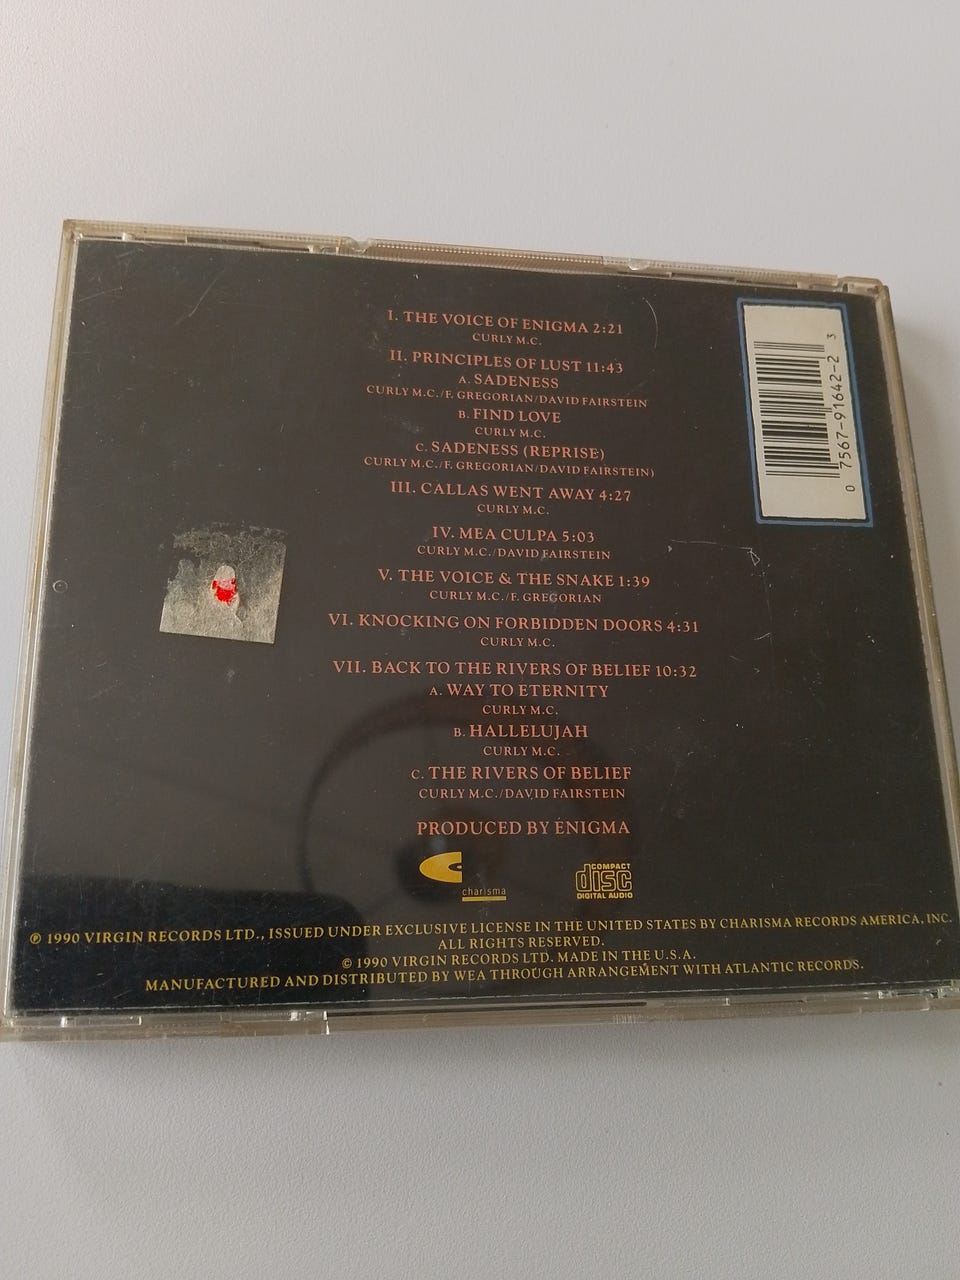 I. THE VOICE OF ENIGMA 2:21
CURLY M.C.
II. PRINCIPLES OF LUST 11:43
A. SADENESS
CURLY M.C./F. GREGORIAN/DAVID FAIRSTEIN
B. FIND LOVE
CURLY M.C.
C. SADENESS (REPRISE)
CURLY M.C./F. GREGORIAN/DAVID FAIRSTEIN)
III. CALLAS WENT AWAY 4:27
CURLY M.C.
IV. MEA CULPA 5:03
CURLY M.C./DAVID FAIRSTEIN
V. THE VOICE & THE SNAKE 1:39
CURLY M.C./F. GREGORIAN
VI. KNOCKING ON FORBIDDEN DOORS 4:31
CURLY M.C.
VII. BACK TO THE RIVERS OF BELIEF 10:32
A. WAY TO ETERNITY
CURLY M.C.
B. HALLELUJAH
CURLY M.C.
C. THE RIVERS OF BELIEF
CURLY M.C./DAVID FAIRSTEIN
PRODUCED BY ENIGMA
charisma
COMPACT
disc
DIGITAL AUDIO
℗ 1990 VIRGIN RECORDS LTD., ISSUED UNDER EXCLUSIVE LICENSE IN THE UNITED STATES BY CHARISMA RECORDS AMERICA, INC.
ALL RIGHTS RESERVED.
© 1990 VIRGIN RECORDS LTD. MADE IN THE U.S.A.
MANUFACTURED AND DISTRIBUTED BY WEA THROUGH ARRANGEMENT WITH ATLANTIC RECORDS.
0 7567-91642-2 3